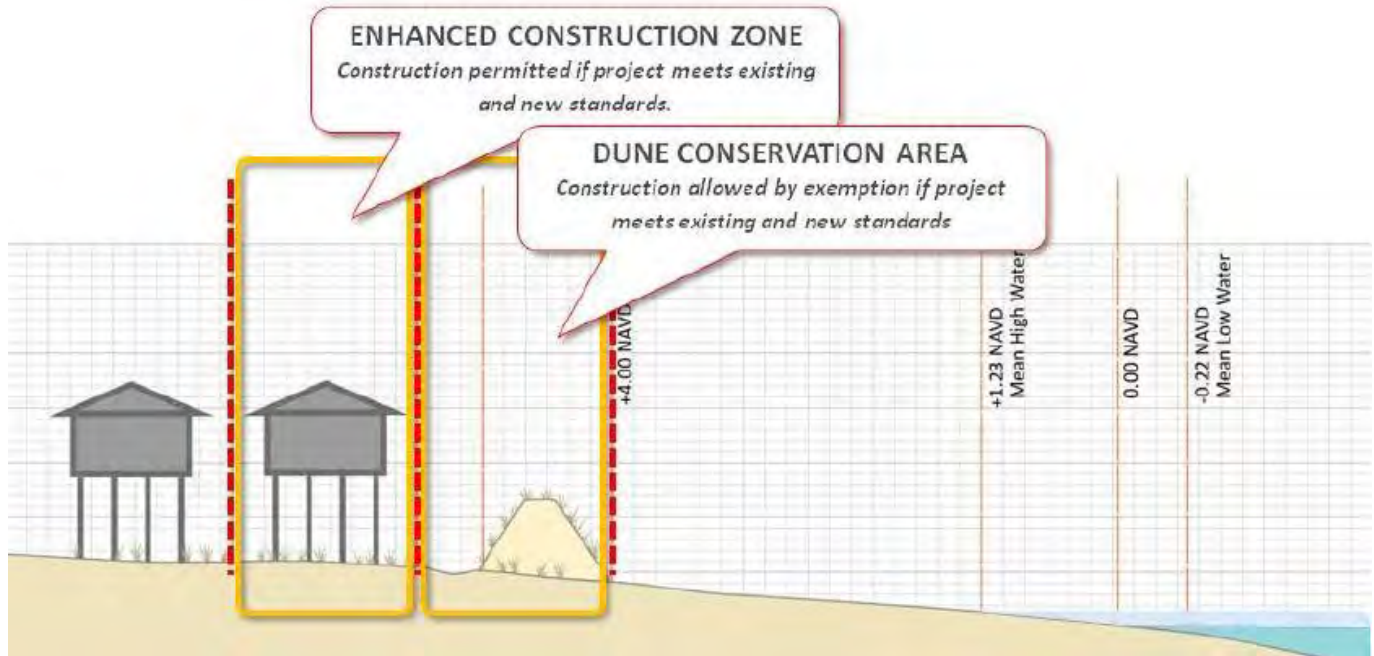 ENHANCED CONSTRUCTION ZONE
Construction permitted if project meets existing
and new standards.
DUNE CONSERVATION AREA
Construction allowed by exemption if project
meets existing and new standards
+4.00 NAVD
+1.23 NAVD
Mean High Water
0.00 NAVD
-0.22 NAVD
Mean Low Water